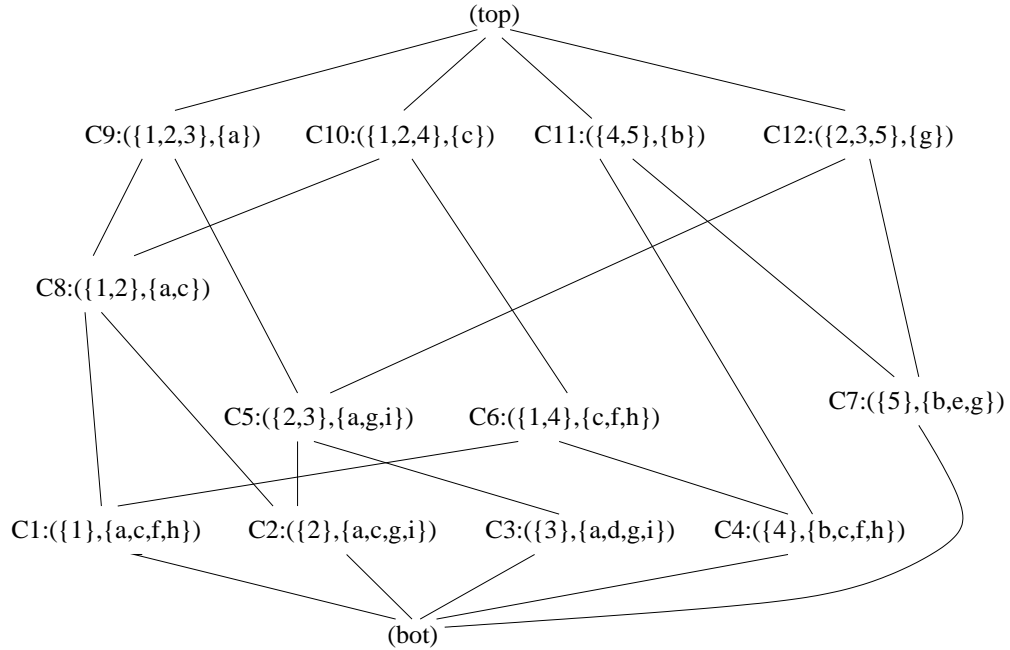 (top)
C9:({1,2,3},{a}) C10:({1,2,4},{c}) C11:({4,5},{b}) C12:({2,3,5},{g})
C8:({1,2},{a,c})
C7:({5},{b,e,g})
C5:({2,3},{a,g,i}) C6:({1,4},{c,f,h})
C1:({1},{a,c,f,h}) C2:({2},{a,c,g,i}) C3:({3},{a,d,g,i}) C4:({4},{b,c,f,h})
(bot)